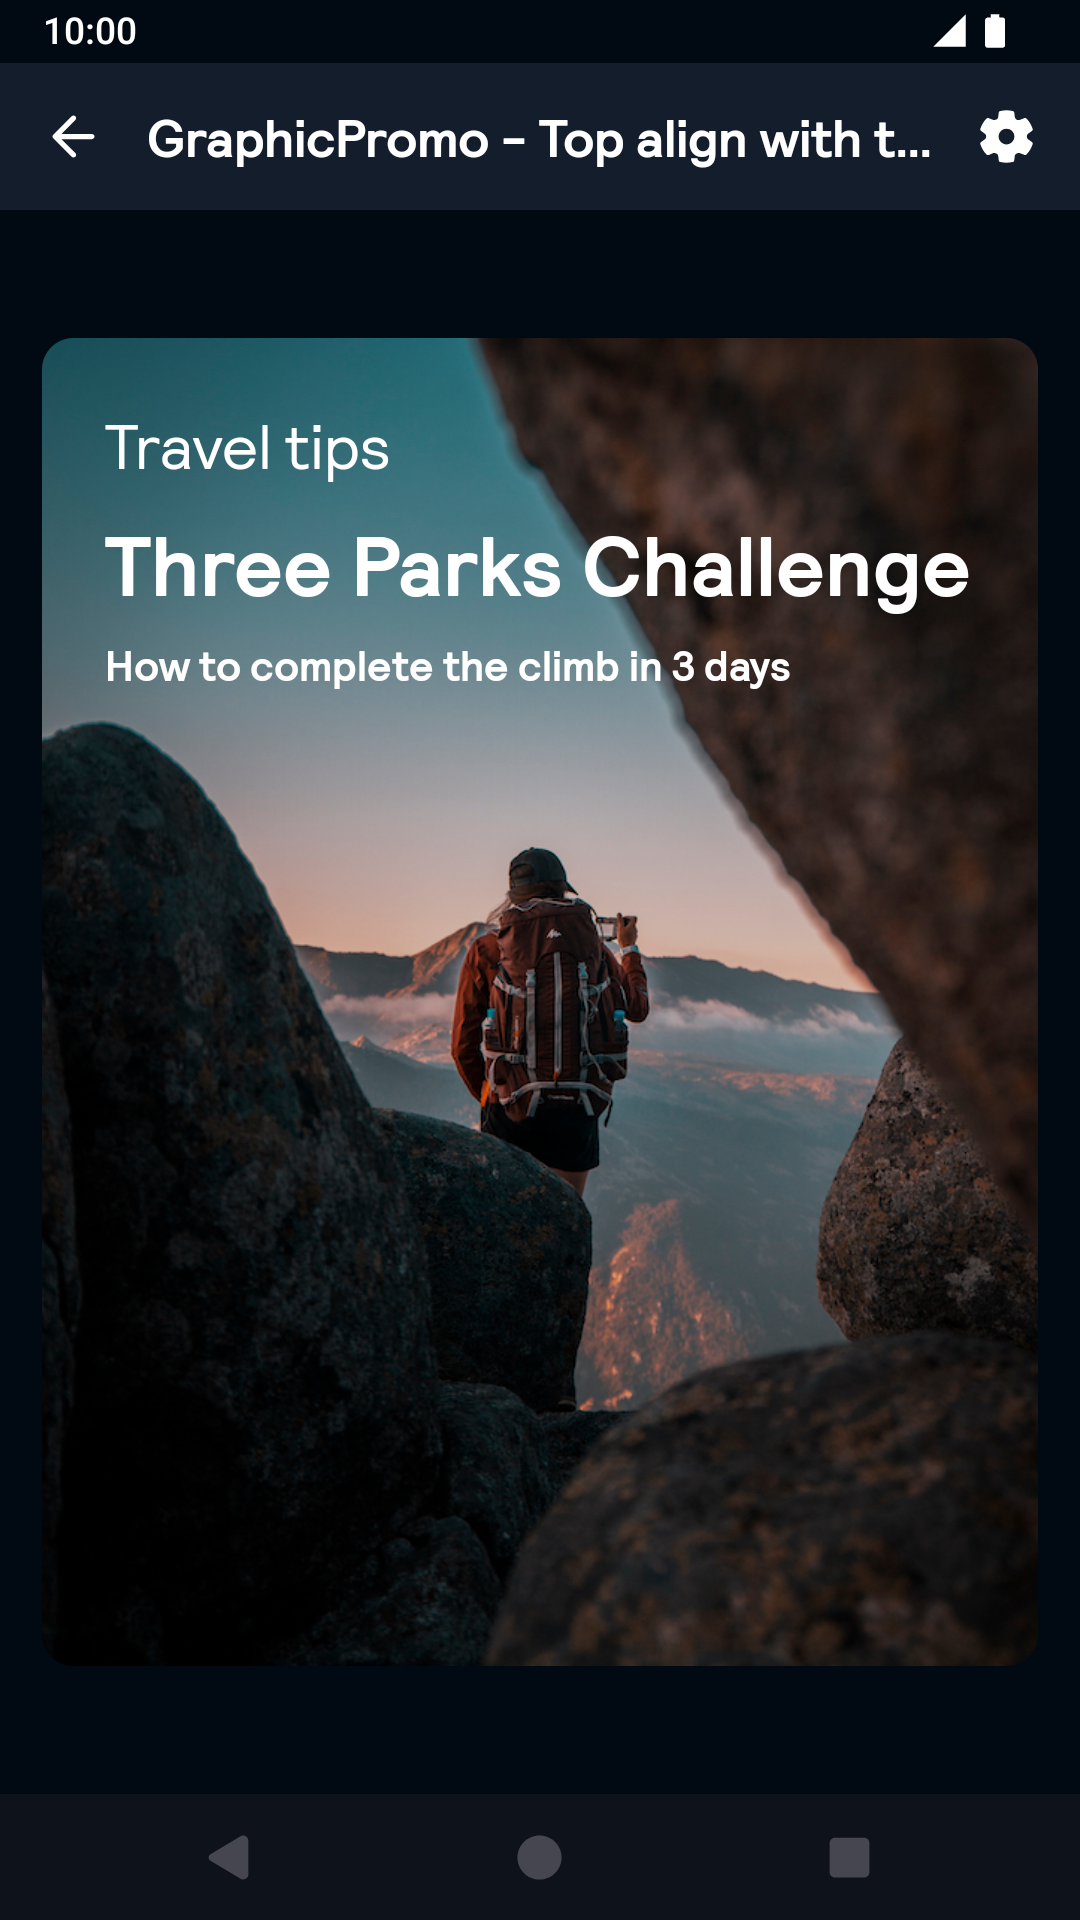 10:00
GraphicPromo - Top align with t...
Travel tips
Three Parks Challenge
How to complete the climb in 3 days